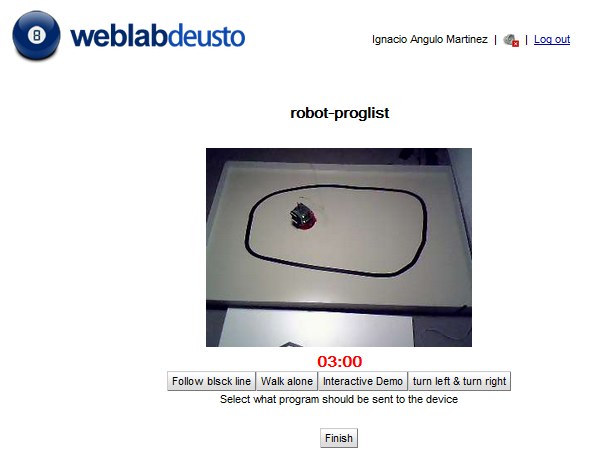 8 weblabdeusto
Ignacio Angulo Martinez | | Log out
robot-proglist
03:00
Follow blsck line Walk alone Interactive Demo turn left & turn right
Select what program should be sent to the device
Finish